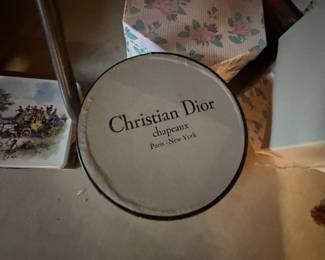 Christian Dior
chapeaux
Paris-New York